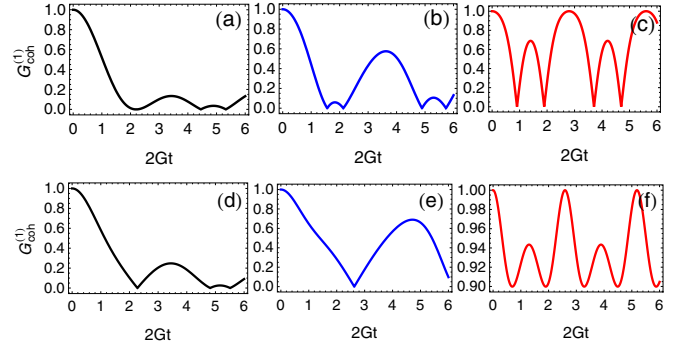 (a) (b) (c)
G_coh^(1)
1.0 1.0 1.0
0.8 0.8 0.8
0.6 0.6 0.6
0.4 0.4 0.4
0.2 0.2 0.2
0.0 0.0 0.0
0 1 2 3 4 5 6 0 1 2 3 4 5 6 0 1 2 3 4 5 6
2Gt 2Gt 2Gt
(d) (e) (f)
G_coh^(1)
1.0 1.0 1.00
0.8 0.8 0.98
0.6 0.6 0.96
0.4 0.4 0.94
0.2 0.2 0.92
0.0 0.0 0.90
0 1 2 3 4 5 6 0 1 2 3 4 5 6 0 1 2 3 4 5 6
2Gt 2Gt 2Gt